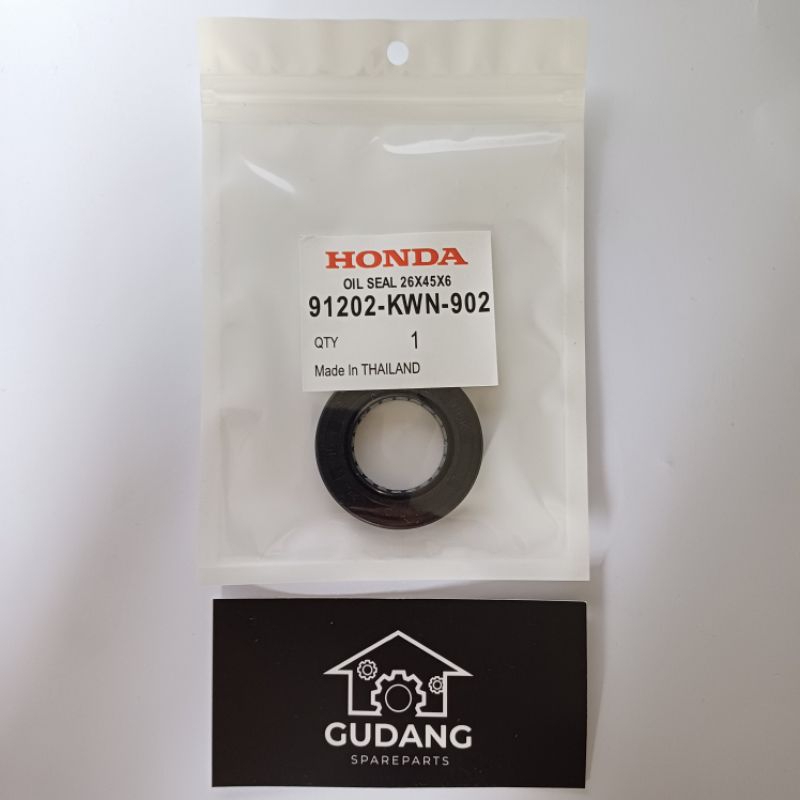 HONDA
OIL SEAL 26X45X6
91202-KWN-902
QTY 1
Made In THAILAND
GUDANG
SPAREPARTS